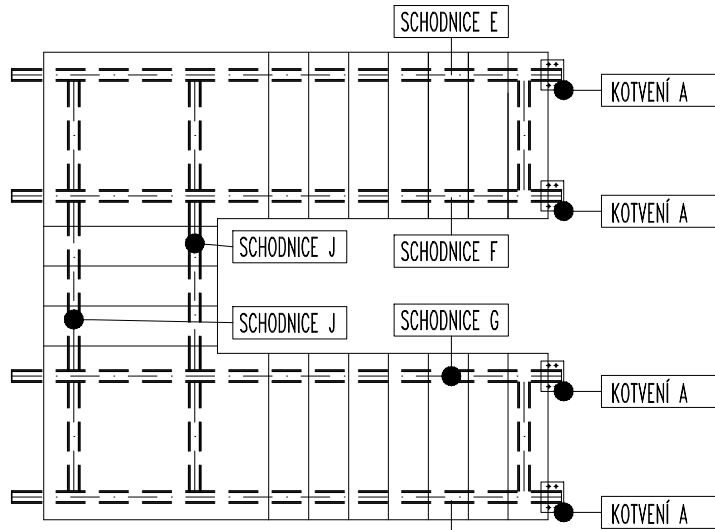 SCHODNICE E
KOTVENÍ A
KOTVENÍ A
SCHODNICE J
SCHODNICE F
SCHODNICE J
SCHODNICE G
KOTVENÍ A
KOTVENÍ A